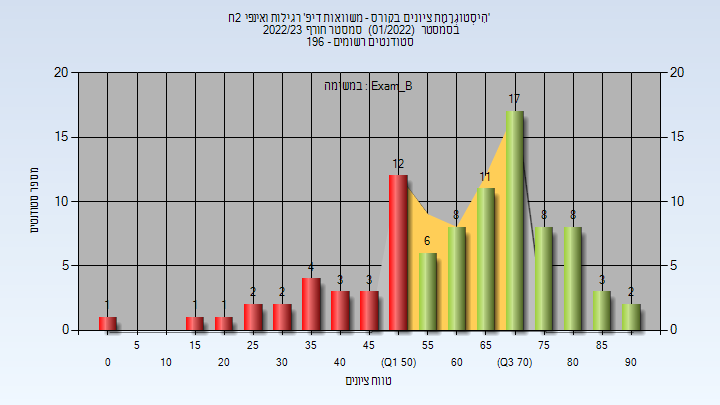 היסטוגרמת ציונים בקורס - משוואות דיפ' רגילות ואינפי 2ח'
בסמסטר (01/2022) סמסטר חורף 2022/23
סטודנטים רשומים - 196
במשימה : Exam_B
מספר סטודנטים
20 20
15 15
10 10
5 5
0 0
1 1 1 2 2 4 3 3 12 6 8 11 17 8 8 3 2
5 15 25 35 45 55 65 75 85
0 10 20 30 40 (Q1 50) 60 (Q3 70) 80 90
טווח ציונים